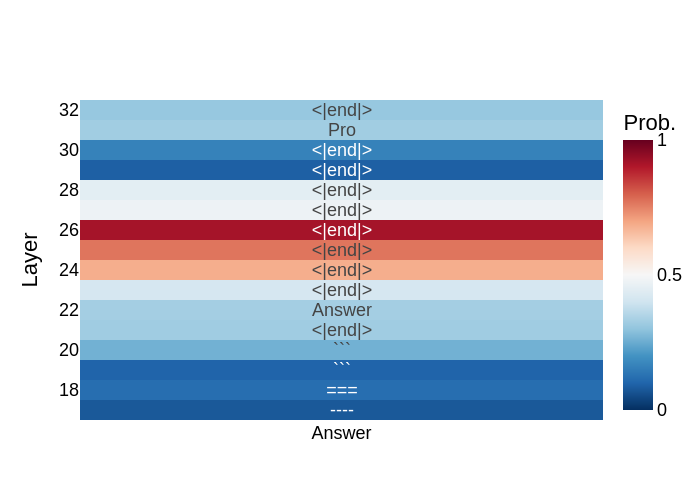 Prob.
32 <|end|> 1
Pro
30 <|end|>
<|end|>
28 <|end|>
<|end|>
26 <|end|>
<|end|>
24 <|end|> 0.5
<|end|>
22 Answer
<|end|>
20 ```
```
18 ===
---- 0
Answer
Layer